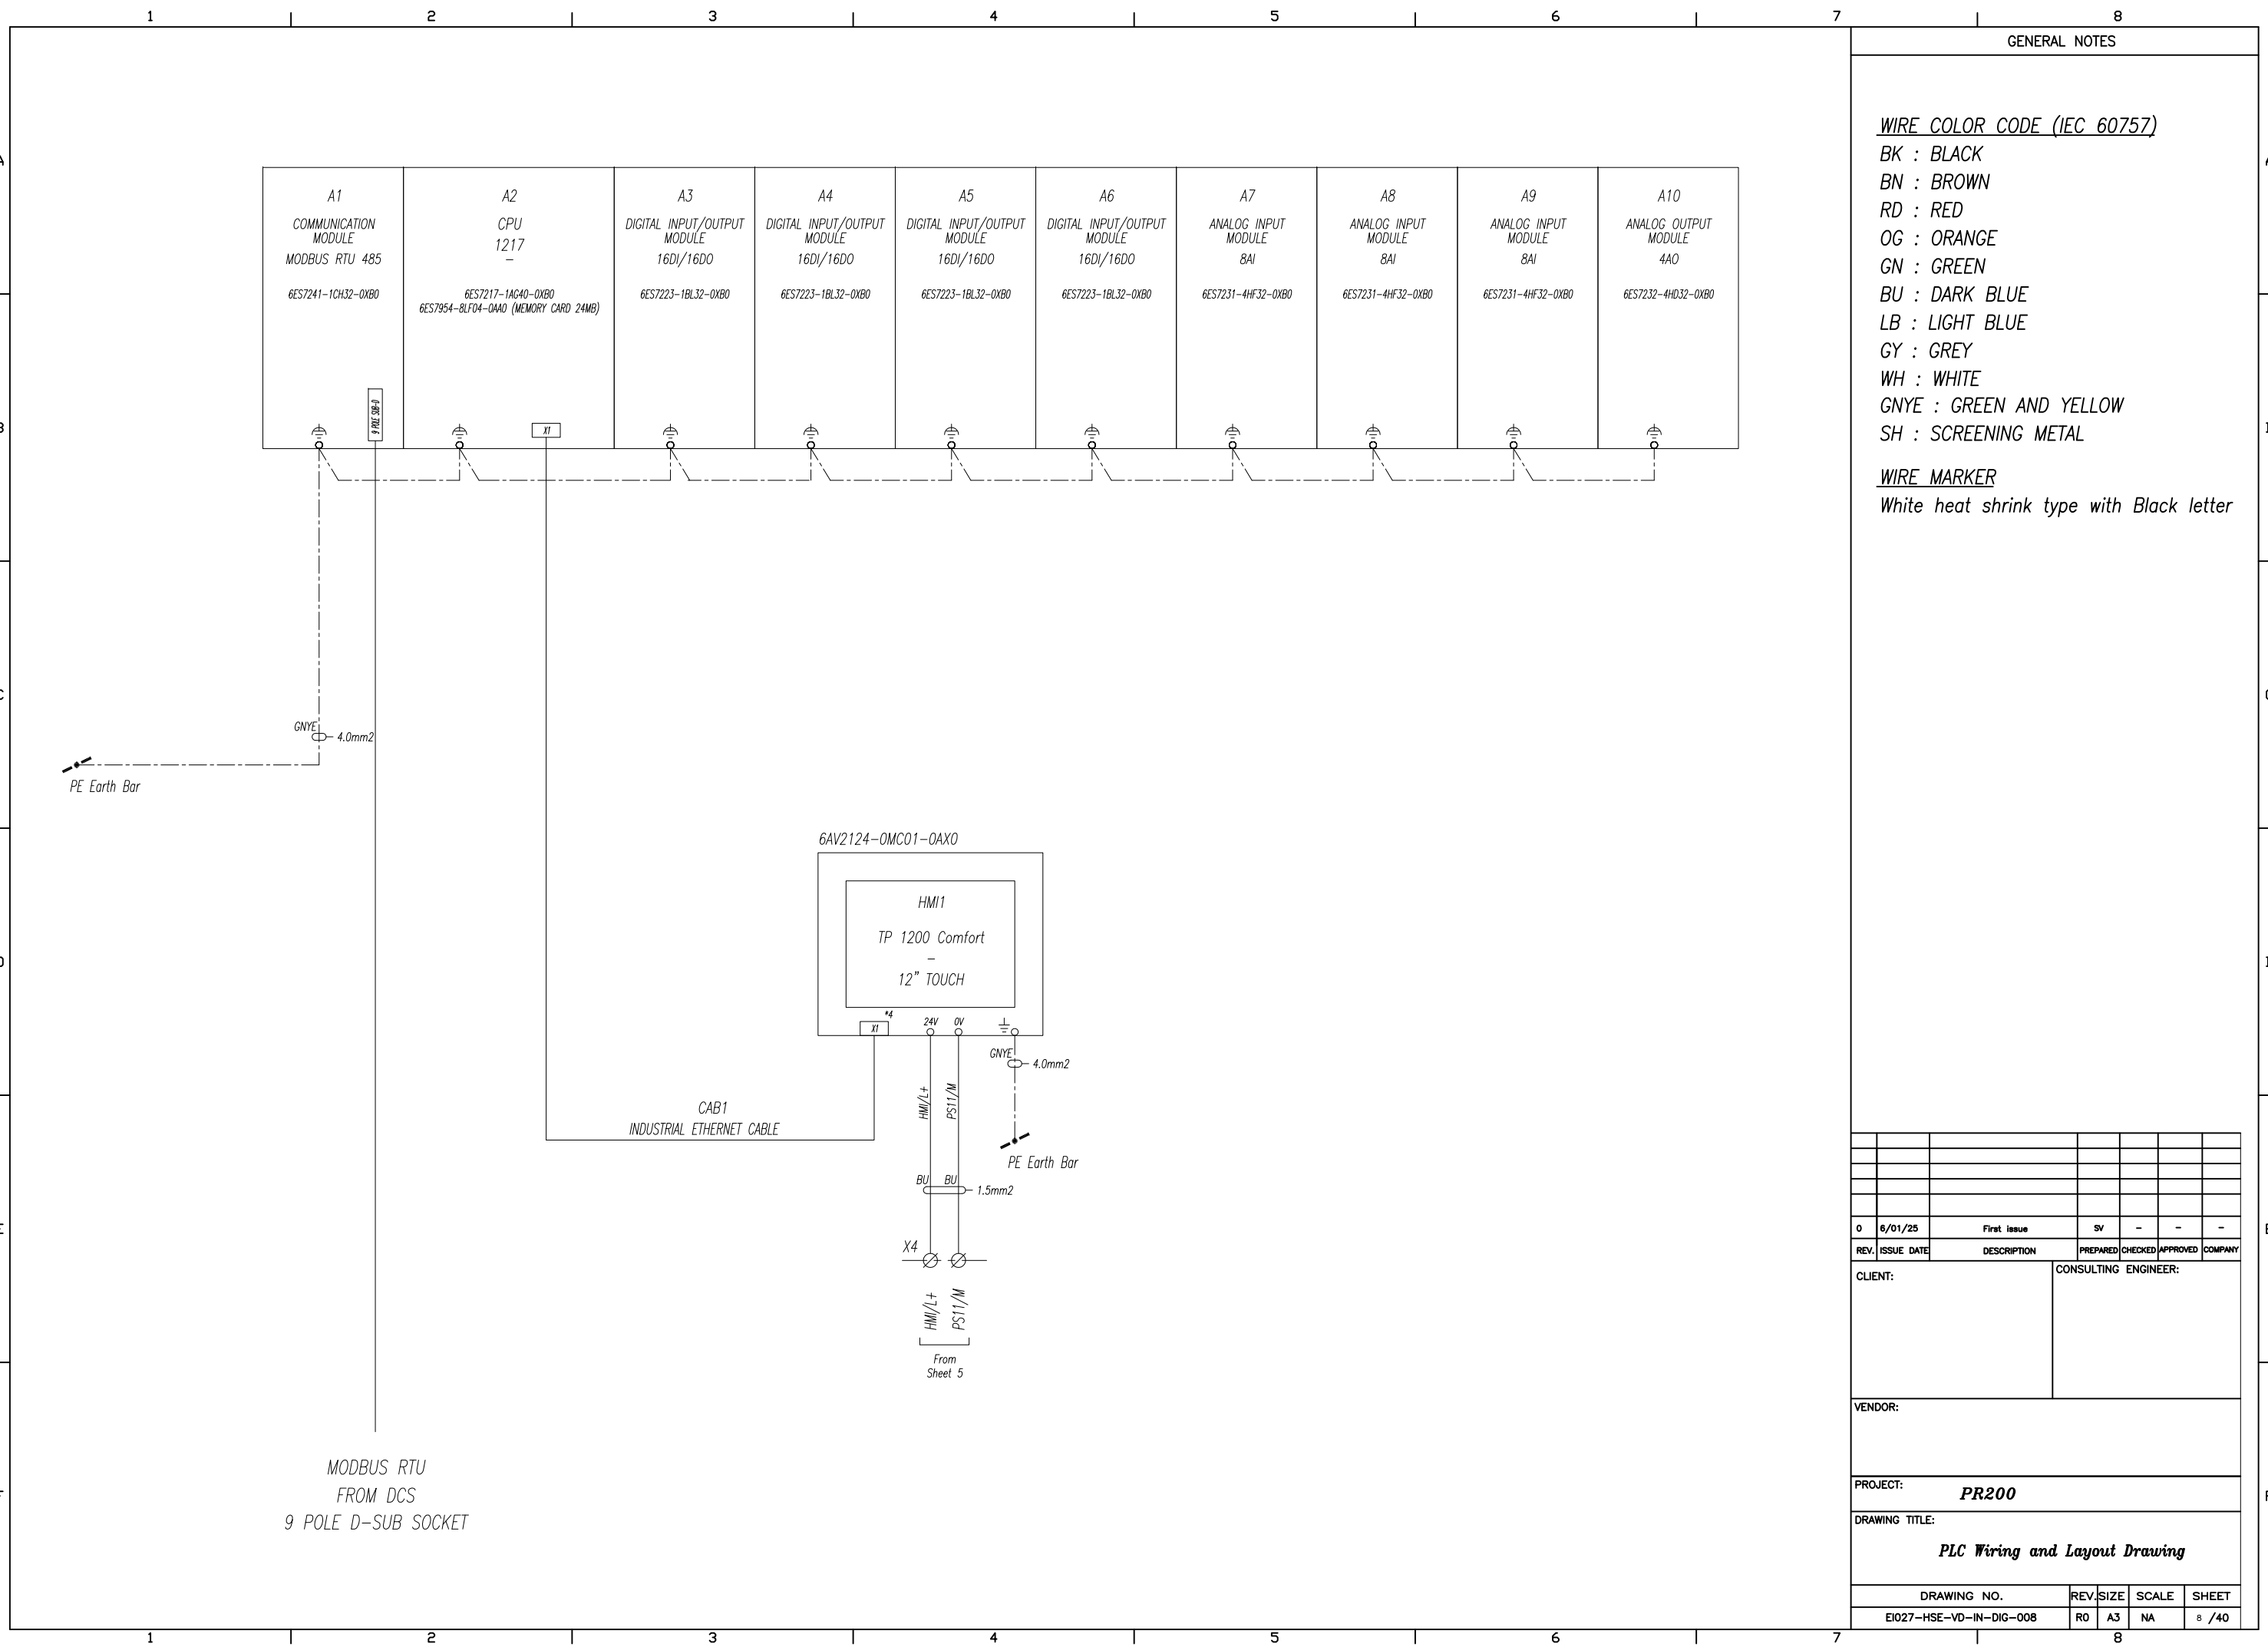 1 2 3 4 5 6 7 8
GENERAL NOTES
WIRE COLOR CODE (IEC 60757)
BK : BLACK
BN : BROWN
RD : RED
OG : ORANGE
GN : GREEN
BU : DARK BLUE
LB : LIGHT BLUE
GY : GREY
WH : WHITE
GNYE : GREEN AND YELLOW
SH : SCREENING METAL
WIRE MARKER
White heat shrink type with Black letter
A1
COMMUNICATION
MODULE
MODBUS RTU 485
6ES7241-1CH32-0XB0
9 POLE SUB-D
A2
CPU
1217
-
6ES7217-1AG40-0XB0
6ES7954-8LF04-0AA0 (MEMORY CARD 24MB)
X1
A3
DIGITAL INPUT/OUTPUT
MODULE
16DI/16DO
6ES7223-1BL32-0XB0
A4
DIGITAL INPUT/OUTPUT
MODULE
16DI/16DO
6ES7223-1BL32-0XB0
A5
DIGITAL INPUT/OUTPUT
MODULE
16DI/16DO
6ES7223-1BL32-0XB0
A6
DIGITAL INPUT/OUTPUT
MODULE
16DI/16DO
6ES7223-1BL32-0XB0
A7
ANALOG INPUT
MODULE
8AI
6ES7231-4HF32-0XB0
A8
ANALOG INPUT
MODULE
8AI
6ES7231-4HF32-0XB0
A9
ANALOG INPUT
MODULE
8AI
6ES7231-4HF32-0XB0
A10
ANALOG OUTPUT
MODULE
4AO
6ES7232-4HD32-0XB0
GNYE
4.0mm2
PE Earth Bar
6AV2124-0MC01-0AX0
HMI1
TP 1200 Comfort
-
12" TOUCH
X1
*4
24V
0V
GNYE
4.0mm2
HMI/L+
PS11/M
CAB1
INDUSTRIAL ETHERNET CABLE
PE Earth Bar
BU BU
1.5mm2
X4
HMI/L+
PS11/M
From
Sheet 5
MODBUS RTU
FROM DCS
9 POLE D-SUB SOCKET
0 6/01/25 First issue SV - - -
REV. ISSUE DATE DESCRIPTION PREPARED CHECKED APPROVED COMPANY
CLIENT:
CONSULTING ENGINEER:
VENDOR:
PROJECT:
PR200
DRAWING TITLE:
PLC Wiring and Layout Drawing
DRAWING NO. REV. SIZE SCALE SHEET
EI027-HSE-VD-IN-DIG-008 R0 A3 NA 8 /40
1 2 3 4 5 6 7 8